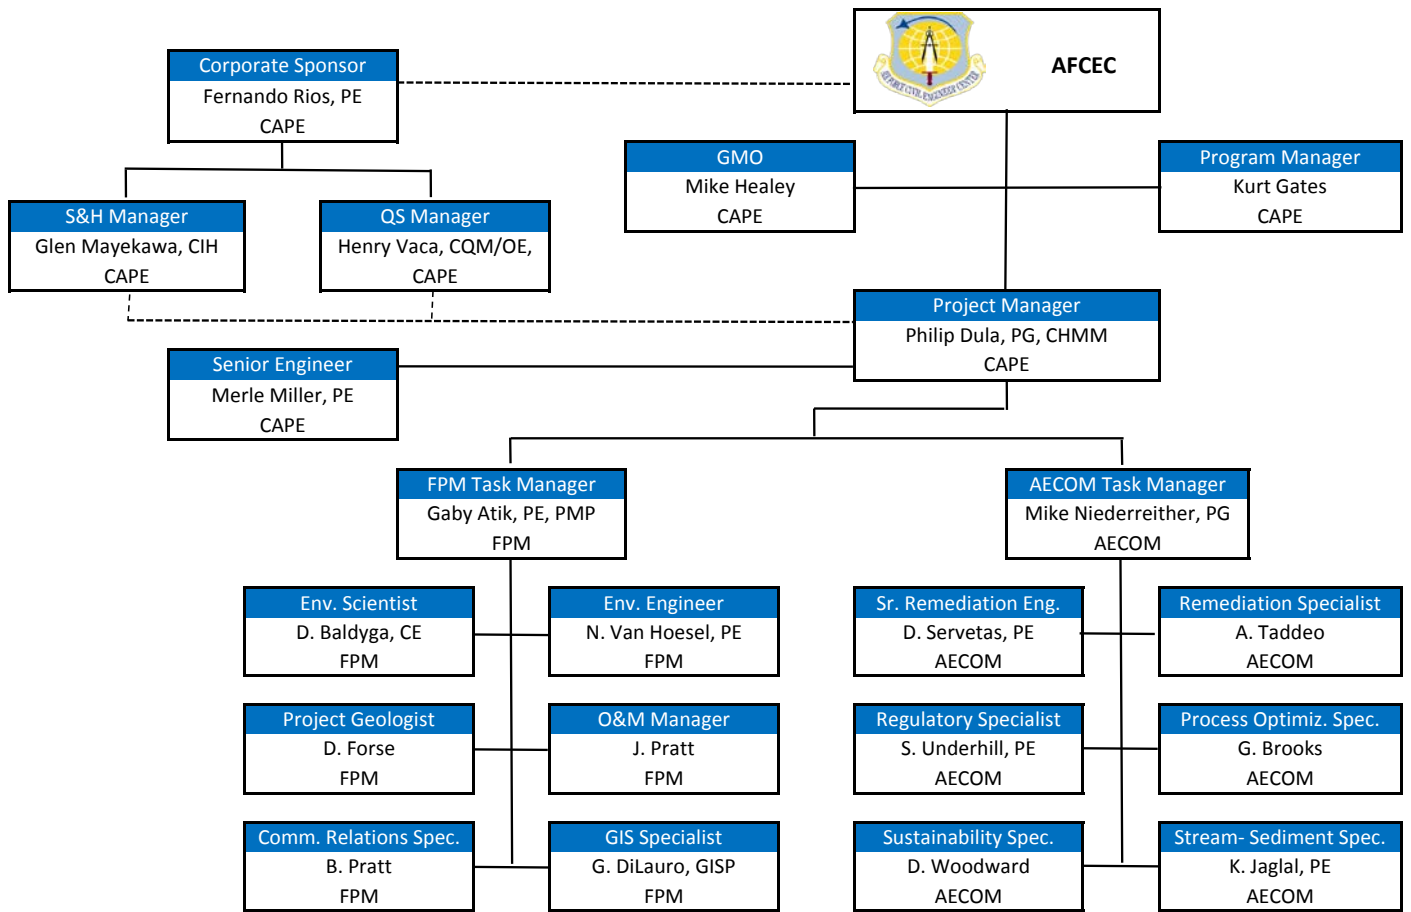 AFCEC
AIR FORCE CIVIL ENGINEER CENTER
Corporate Sponsor
Fernando Rios, PE
CAPE
GMO
Mike Healey
CAPE
Program Manager
Kurt Gates
CAPE
S&H Manager
Glen Mayekawa, CIH
CAPE
QS Manager
Henry Vaca, CQM/OE,
CAPE
Project Manager
Philip Dula, PG, CHMM
CAPE
Senior Engineer
Merle Miller, PE
CAPE
FPM Task Manager
Gaby Atik, PE, PMP
FPM
AECOM Task Manager
Mike Niederreither, PG
AECOM
Env. Scientist
D. Baldyga, CE
FPM
Env. Engineer
N. Van Hoesel, PE
FPM
Sr. Remediation Eng.
D. Servetas, PE
AECOM
Remediation Specialist
A. Taddeo
AECOM
Project Geologist
D. Forse
FPM
O&M Manager
J. Pratt
FPM
Regulatory Specialist
S. Underhill, PE
AECOM
Process Optimiz. Spec.
G. Brooks
AECOM
Comm. Relations Spec.
B. Pratt
FPM
GIS Specialist
G. DiLauro, GISP
FPM
Sustainability Spec.
D. Woodward
AECOM
Stream- Sediment Spec.
K. Jaglal, PE
AECOM